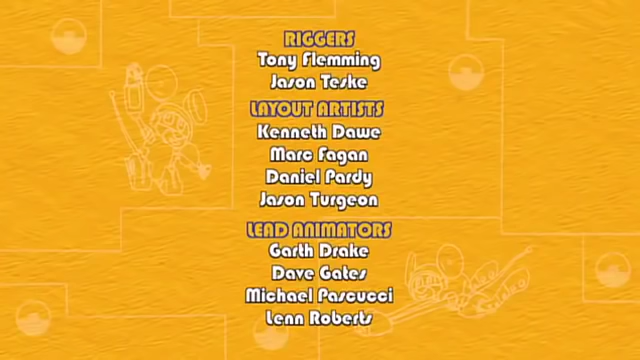 RIGGERS
Tony Flemming
Jason Teske
LAYOUT ARTISTS
Kenneth Dawe
Marc Fagan
Daniel Pardy
Jason Turgeon
LEAD ANIMATORS
Garth Drake
Dave Gates
Michael Pascucci
Lenn Roberts